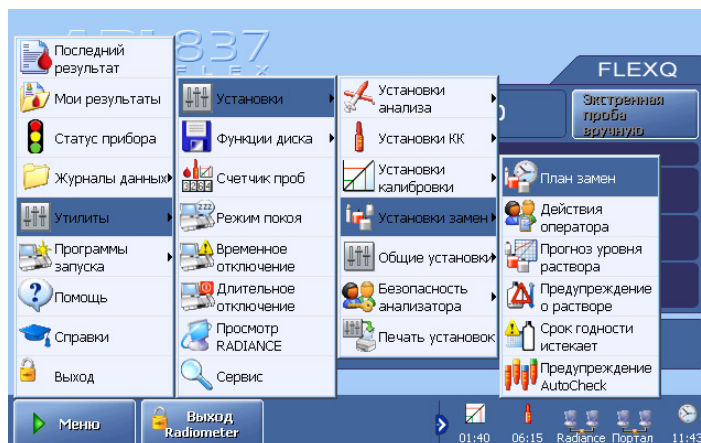 837
FLEX
FLEXQ
Экстренная
проба
вручную
Последний
результат
Мои результаты
Статус прибора
Журналы данных
Утилиты
Программы
запуска
Помощь
Справки
Выход
Установки
Функции диска
Счетчик проб
Режим покоя
Временное
отключение
Длительное
отключение
Просмотр
RADIANCE
Сервис
Установки
анализа
Установки КК
Установки
калибровки
Установки замен
Общие установки
Безопасность
анализатора
Печать установок
План замен
Действия
оператора
Прогноз уровня
раствора
Предупреждение
о растворе
Срок годности
истекает
Предупреждение
AutoCheck
Меню
Выход
Radiometer
01:40
06:15
Radiance
Портал
11:43